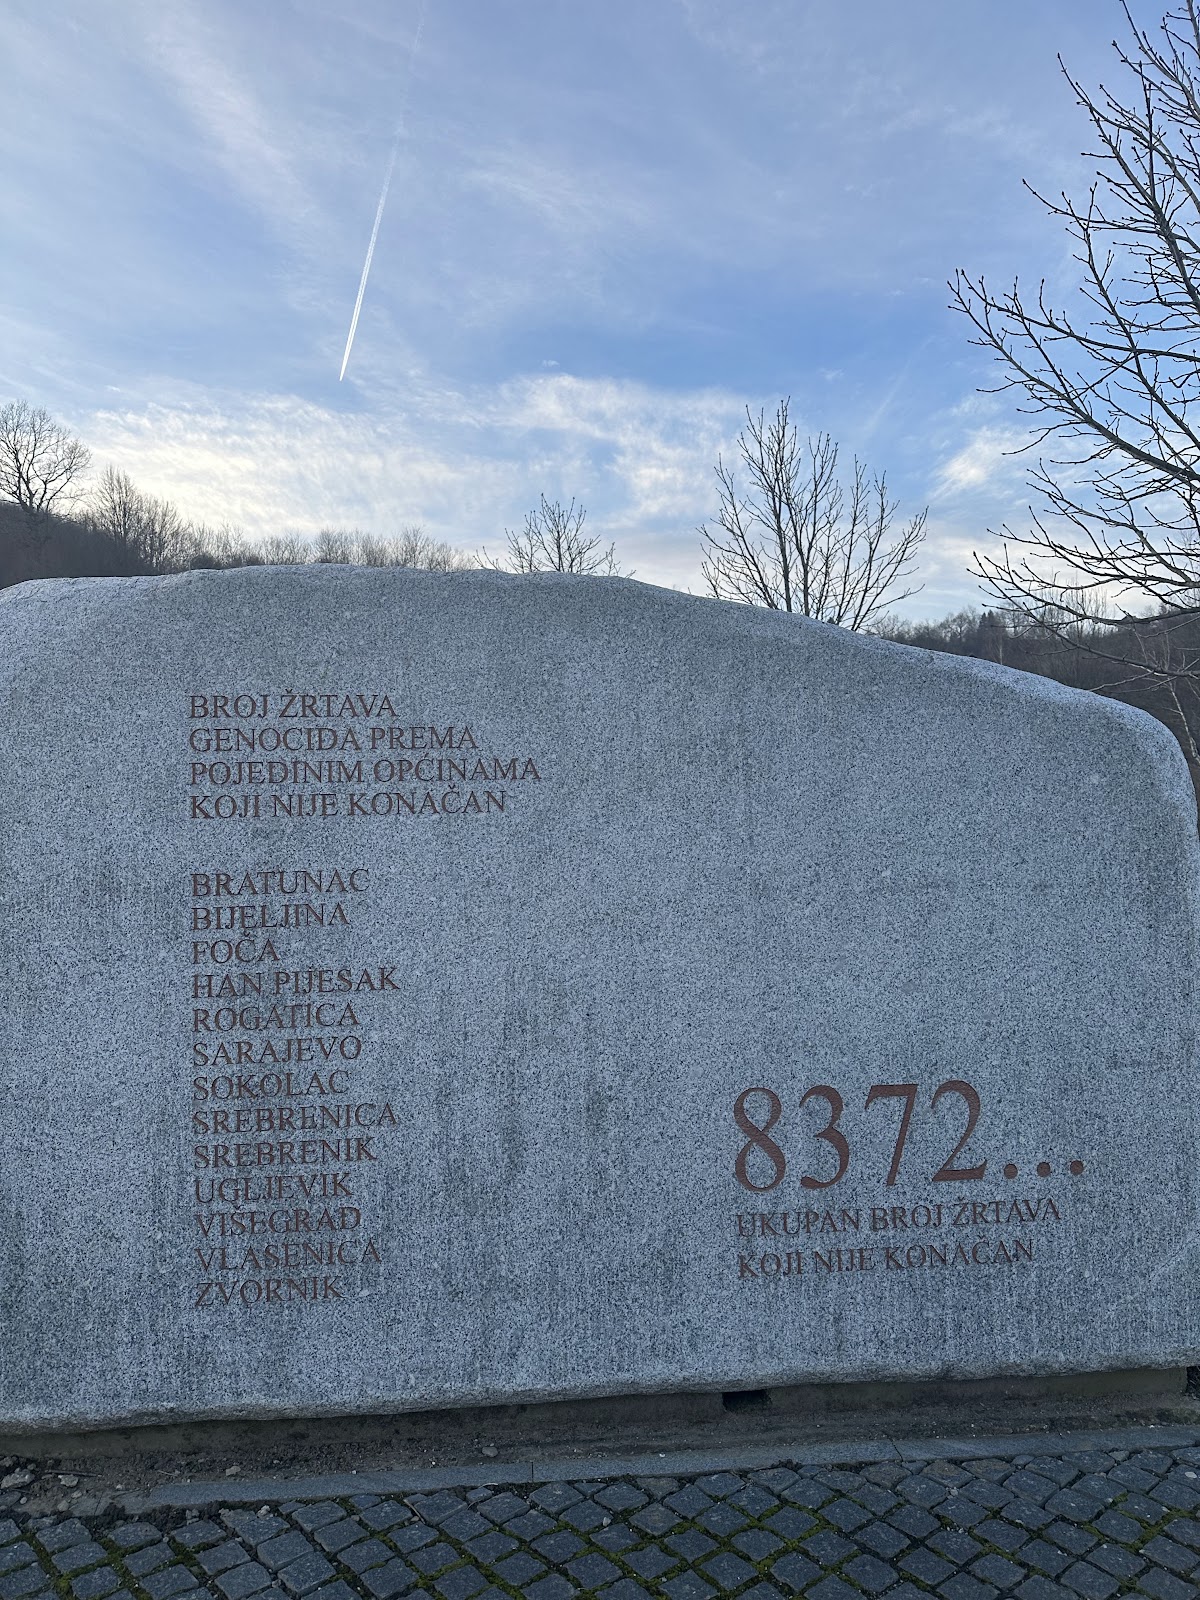 BROJ ŽRTAVA
GENOCIDA PREMA
POJEDINIM OPĆINAMA
KOJI NIJE KONAČAN
BRATUNAC
BIJELJINA
FOČA
HAN PIJESAK
ROGATICA
SARAJEVO
SOKOLAC
SREBRENICA
SREBRENIK
UGLJEVIK
VIŠEGRAD
VLASENICA
ZVORNIK
8372...
UKUPAN BROJ ŽRTAVA
KOJI NIJE KONAČAN